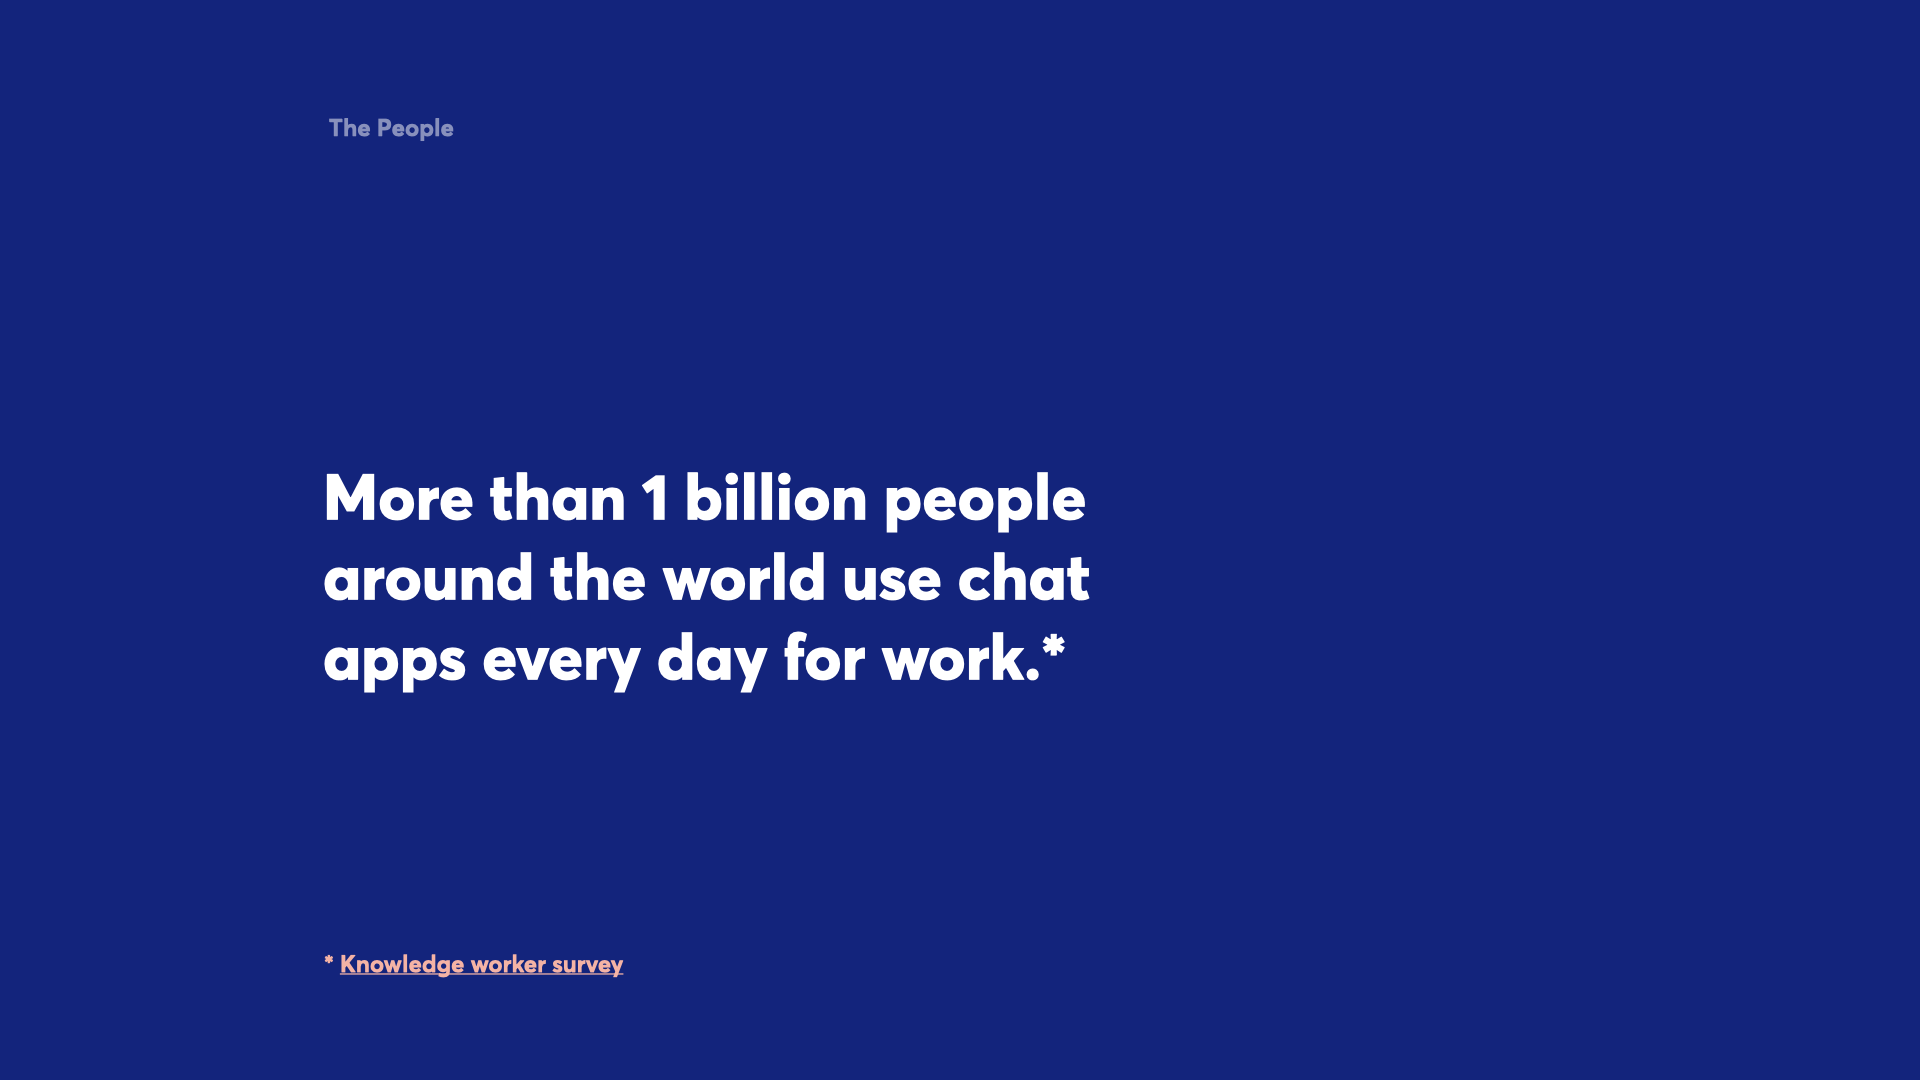 The People
More than 1 billion people
around the world use chat
apps every day for work.*
* Knowledge worker survey